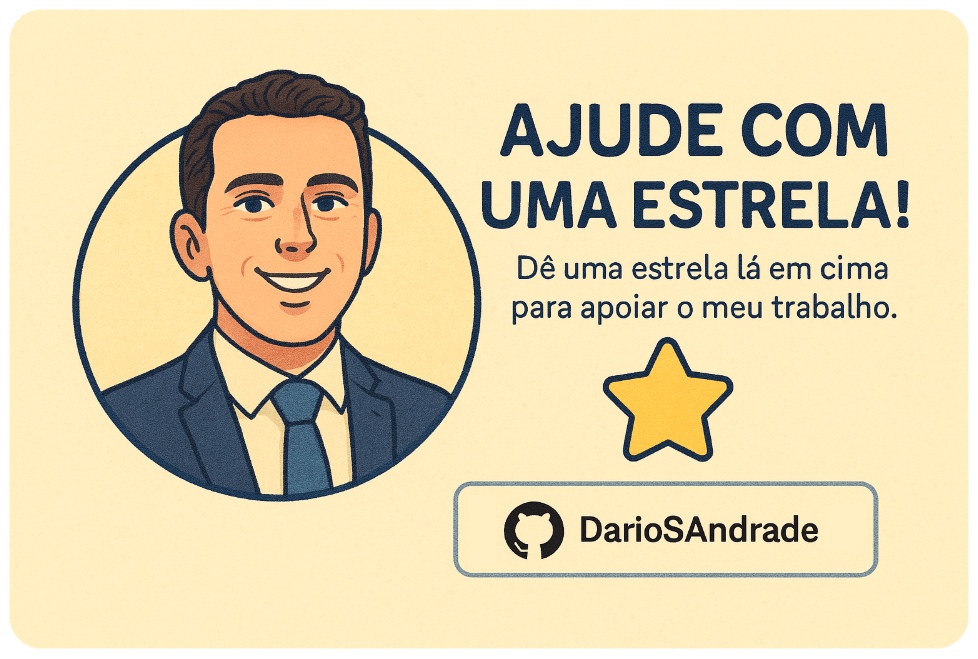 AJUDE COM
UMA ESTRELA!
Dê uma estrela lá em cima
para apoiar o meu trabalho.
DarioSAndrade